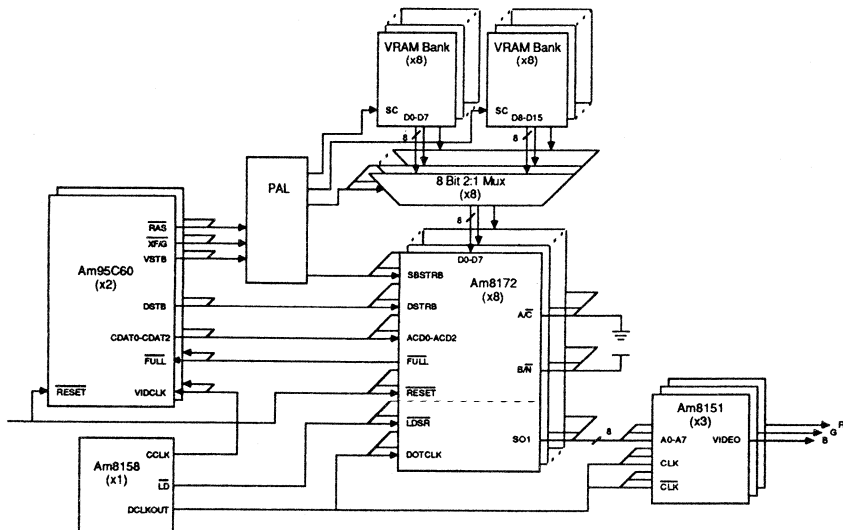 VRAM Bank
(x8)
SC
D0-D7
VRAM Bank
(x8)
SC
D8-D15
8
8
8 Bit 2:1 Mux
(x8)
8
PAL
Am95C60
(x2)
RAS
XF/G
VSTB
DSTB
CDAT0-CDAT2
FULL
RESET
VIDCLK
D0-D7
Am8172
(x8)
SBSTRB
DSTRB
ACD0-ACD2
FULL
RESET
LDSR
DOTCLK
A/C
B/N
SO1
8
Am8158
(x1)
CCLK
LD
DCLKOUT
Am8151
(x3)
A0-A7
VIDEO
CLK
CLK
R
G
B